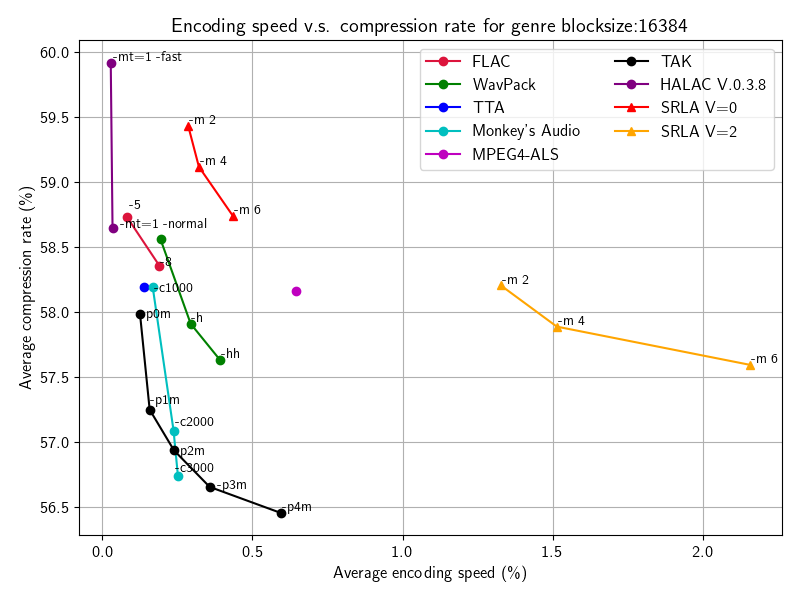 Encoding speed v.s. compression rate for genre blocksize:16384
60.0
59.5
59.0
58.5
58.0
57.5
57.0
56.5
Average compression rate (%)
FLAC
WavPack
TTA
Monkey's Audio
MPEG4-ALS
TAK
HALAC V.0.3.8
SRLA V=0
SRLA V=2
-mt=1 -fast
-m 2
-m 4
-m 6
-5
-mt=1 -normal
-8
-c1000
-p0m
-h
-hh
-m 2
-m 4
-m 6
-p1m
-c2000
-p2m
-c3000
-p3m
-p4m
0.0
0.5
1.0
1.5
2.0
Average encoding speed (%)